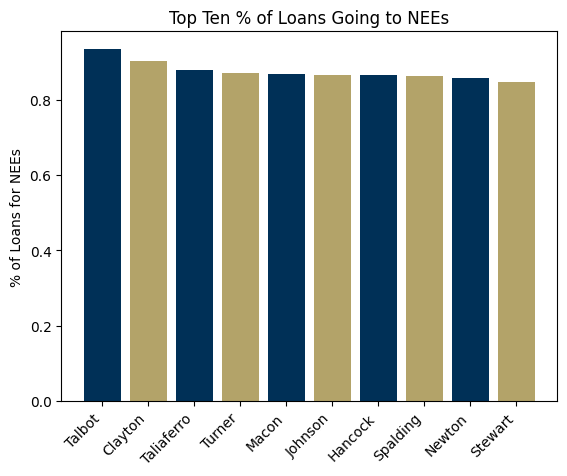 Top Ten % of Loans Going to NEEs
% of Loans for NEEs
0.8
0.6
0.4
0.2
0.0
Talbot
Clayton
Taliaferro
Turner
Macon
Johnson
Hancock
Spalding
Newton
Stewart